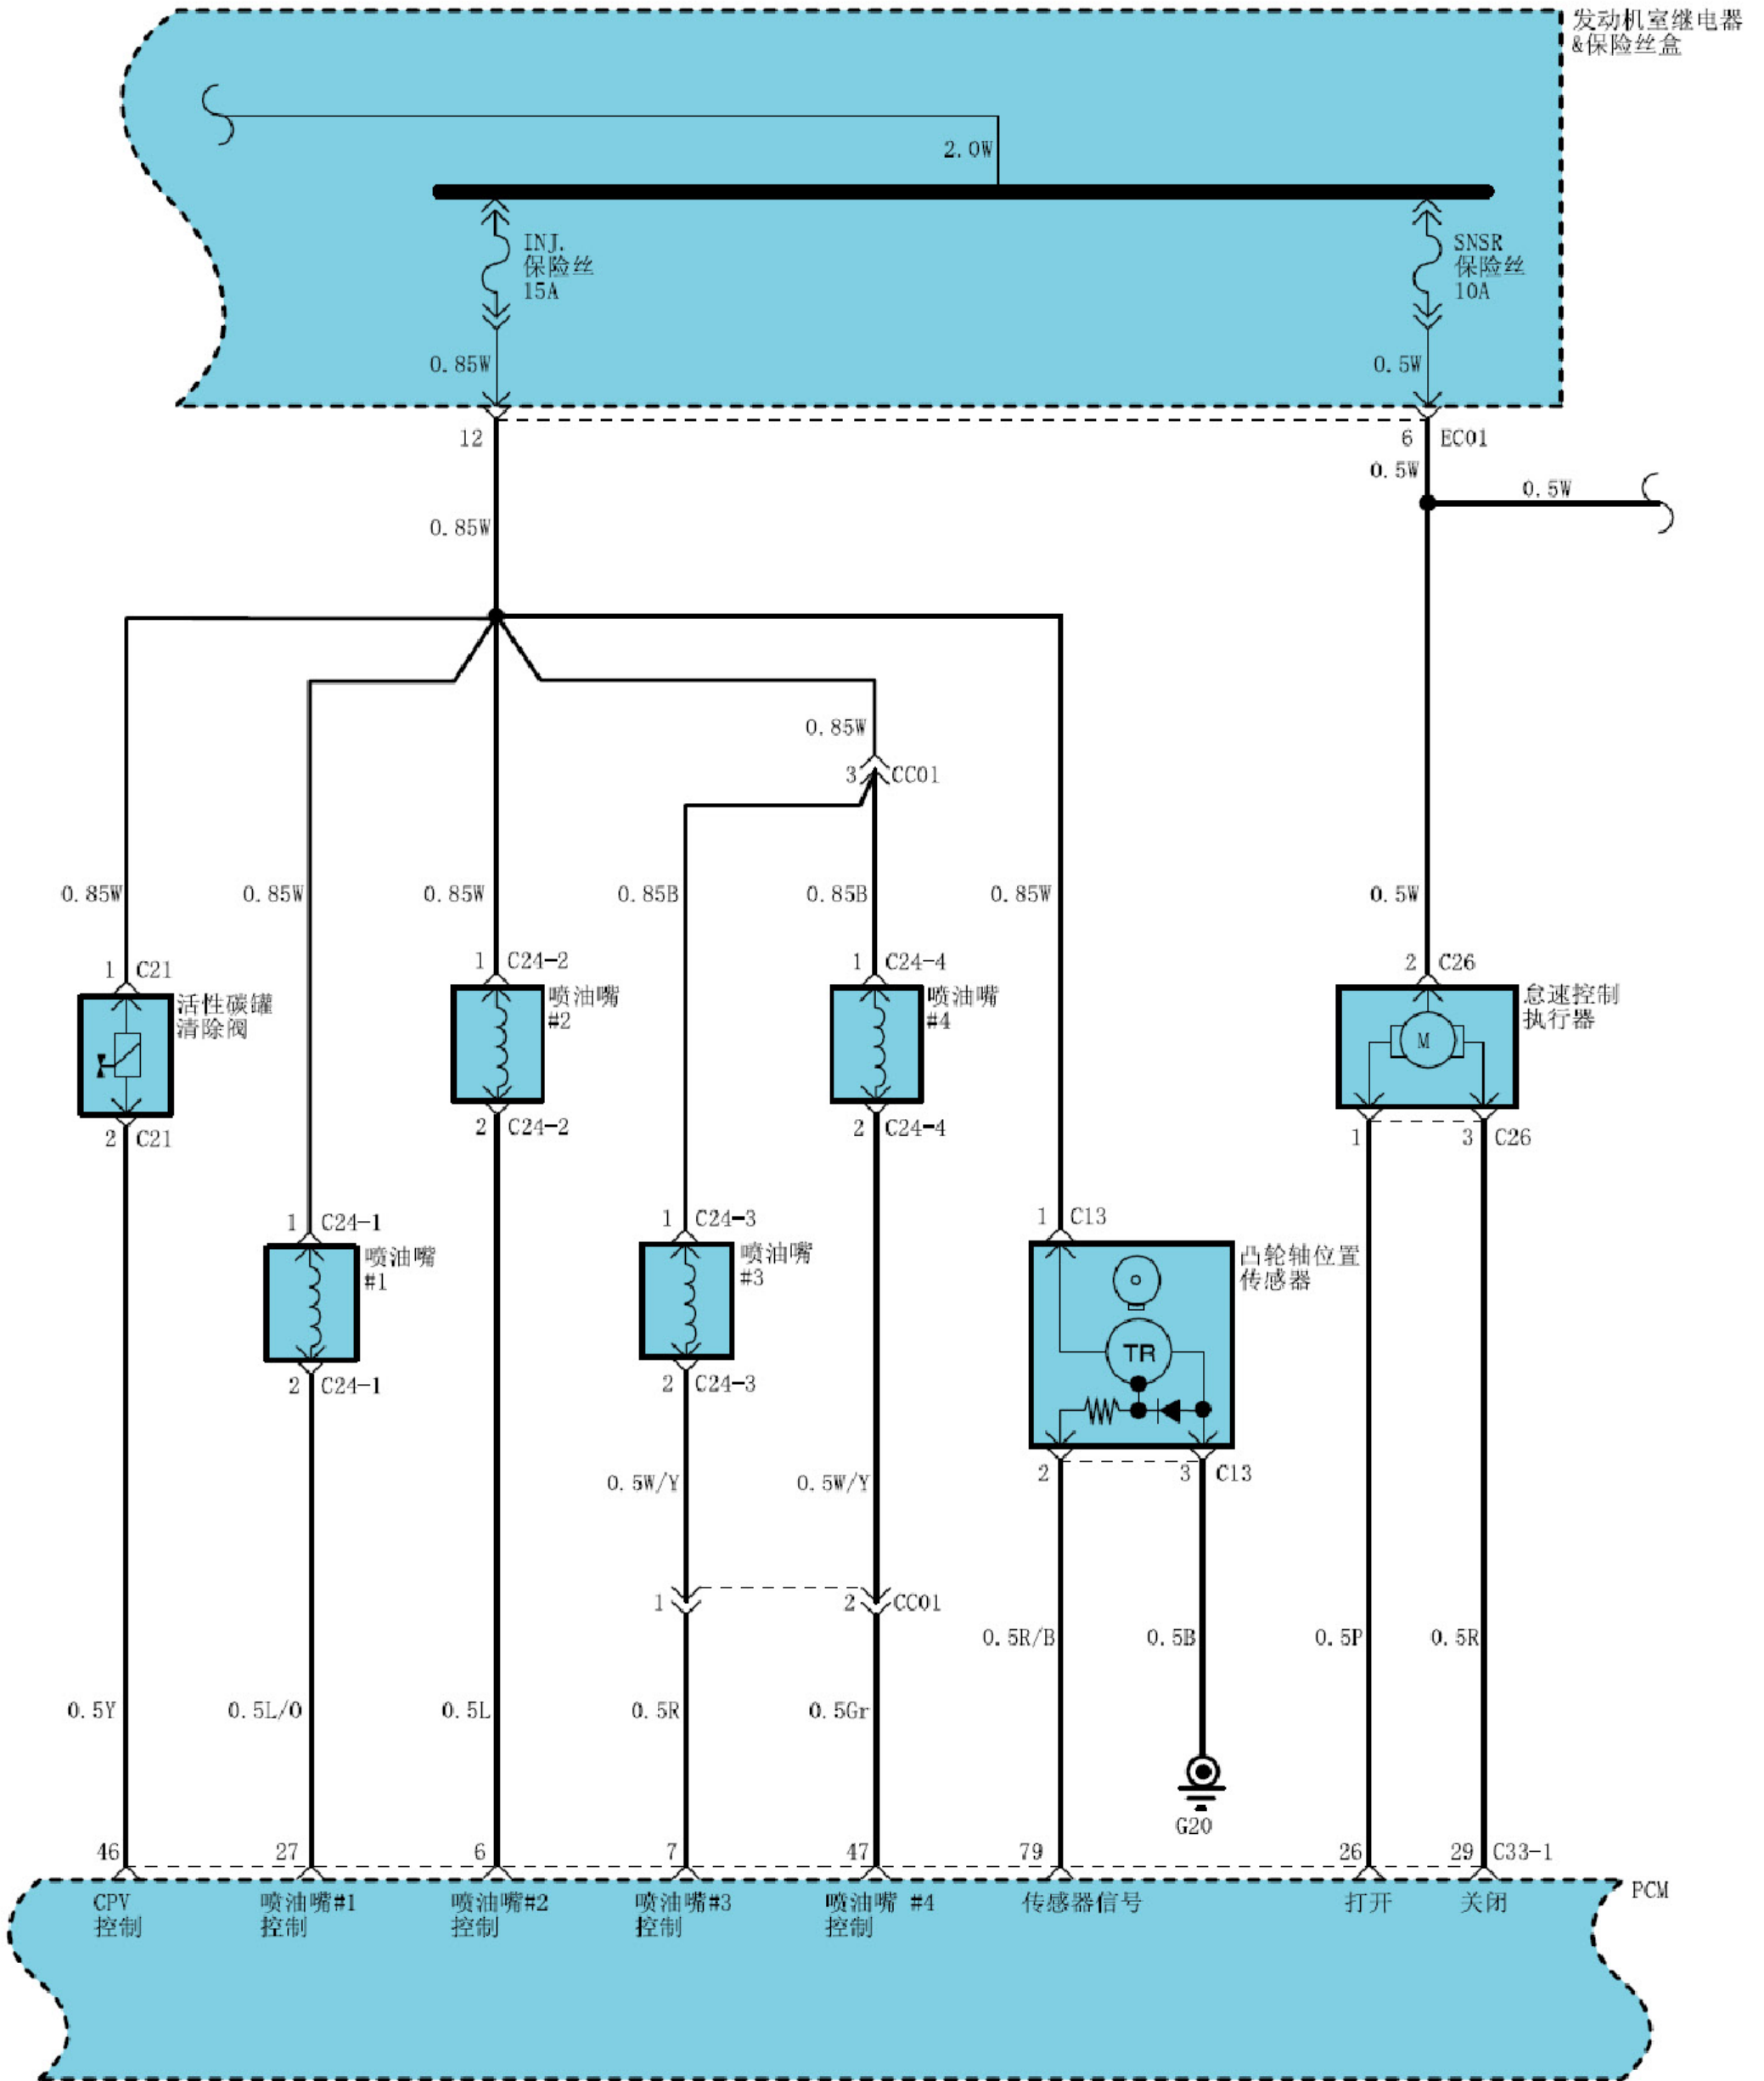 发动机室继电器
&保险丝盒
2.0W
INJ.
保险丝
15A
SNSR
保险丝
10A
0.85W
0.5W
12
6
EC01
0.5W
0.5W
0.85W
0.85W
3
CC01
0.85W
0.85W
0.85W
0.85B
0.85B
0.85W
0.5W
1
C21
1
C24-2
1
C24-4
2
C26
活性碳罐
清除阀
喷油嘴
#2
喷油嘴
#4
怠速控制
执行器
M
2
C21
2
C24-2
2
C24-4
1
3
C26
1
C24-1
1
C24-3
1
C13
喷油嘴
#1
喷油嘴
#3
凸轮轴位置
传感器
TR
2
C24-1
2
C24-3
2
3
C13
0.5W/Y
0.5W/Y
1
2
CC01
0.5R/B
0.5B
0.5P
0.5R
0.5Y
0.5L/O
0.5L
0.5R
0.5Gr
G20
46
27
6
7
47
79
26
29
C33-1
PCM
CPV
控制
喷油嘴#1
控制
喷油嘴#2
控制
喷油嘴#3
控制
喷油嘴 #4
控制
传感器信号
打开
关闭